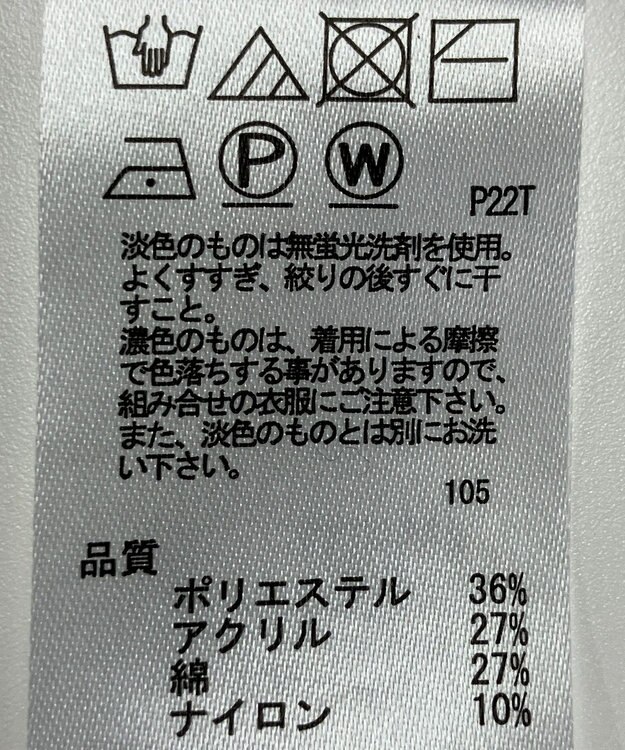 P
W
P22T
淡色のものは無蛍光洗剤を使用。
よくすすぎ、絞りの後すぐに干
すこと。
濃色のものは、着用による摩擦
で色落ちする事がありますので、
組み合せの衣服にご注意下さい。
また、淡色のものとは別にお洗
い下さい。
105
品質
ポリエステル 36%
アクリル 27%
綿 27%
ナイロン 10%